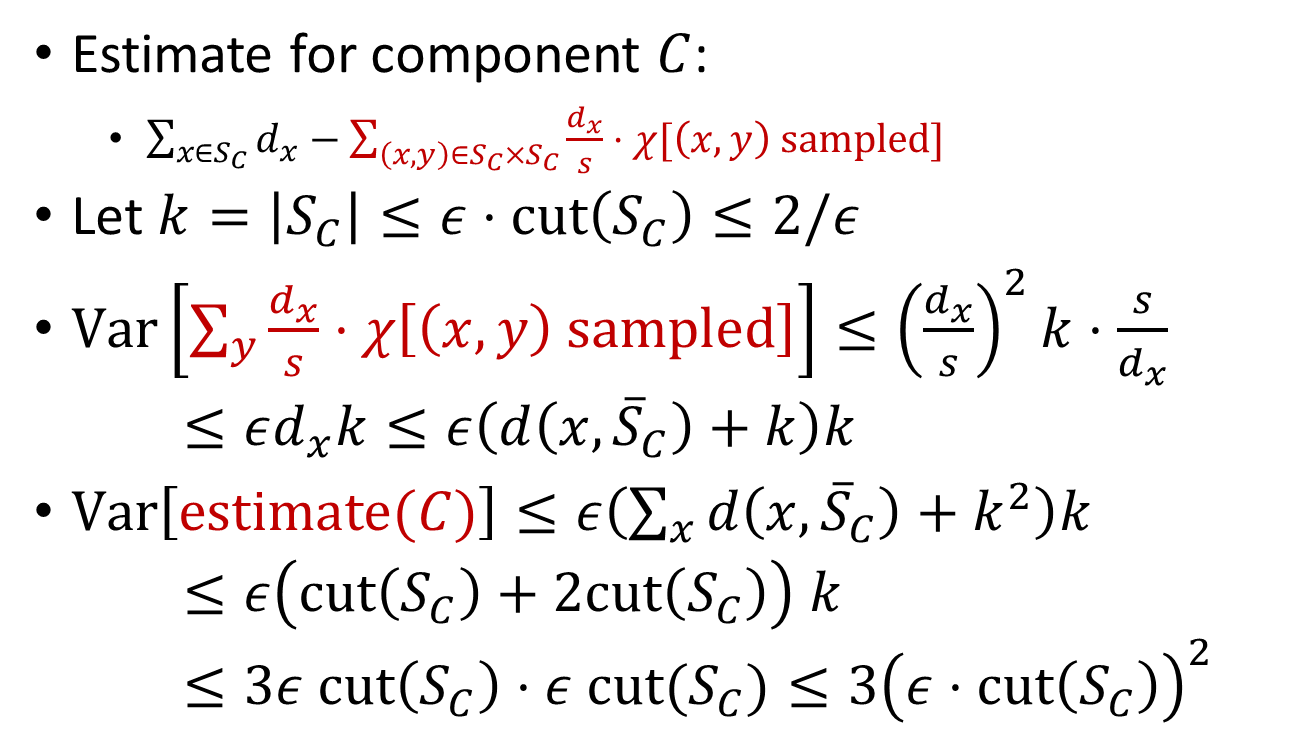 • Estimate for component C:
• ∑_{x∈S_C} d_x − ∑_{(x,y)∈S_C×S_C} d_x/s · χ[(x, y) sampled]
• Let k = |S_C| ≤ ϵ · cut(S_C) ≤ 2/ϵ
• Var[∑_y d_x/s · χ[(x, y) sampled]] ≤ (d_x/s)² k · s/d_x
≤ ϵd_x k ≤ ϵ(d(x, S̄_C) + k)k
• Var[estimate(C)] ≤ ϵ(∑_x d(x, S̄_C) + k²)k
≤ ϵ(cut(S_C) + 2cut(S_C)) k
≤ 3ϵ cut(S_C) · ϵ cut(S_C) ≤ 3(ϵ · cut(S_C))²